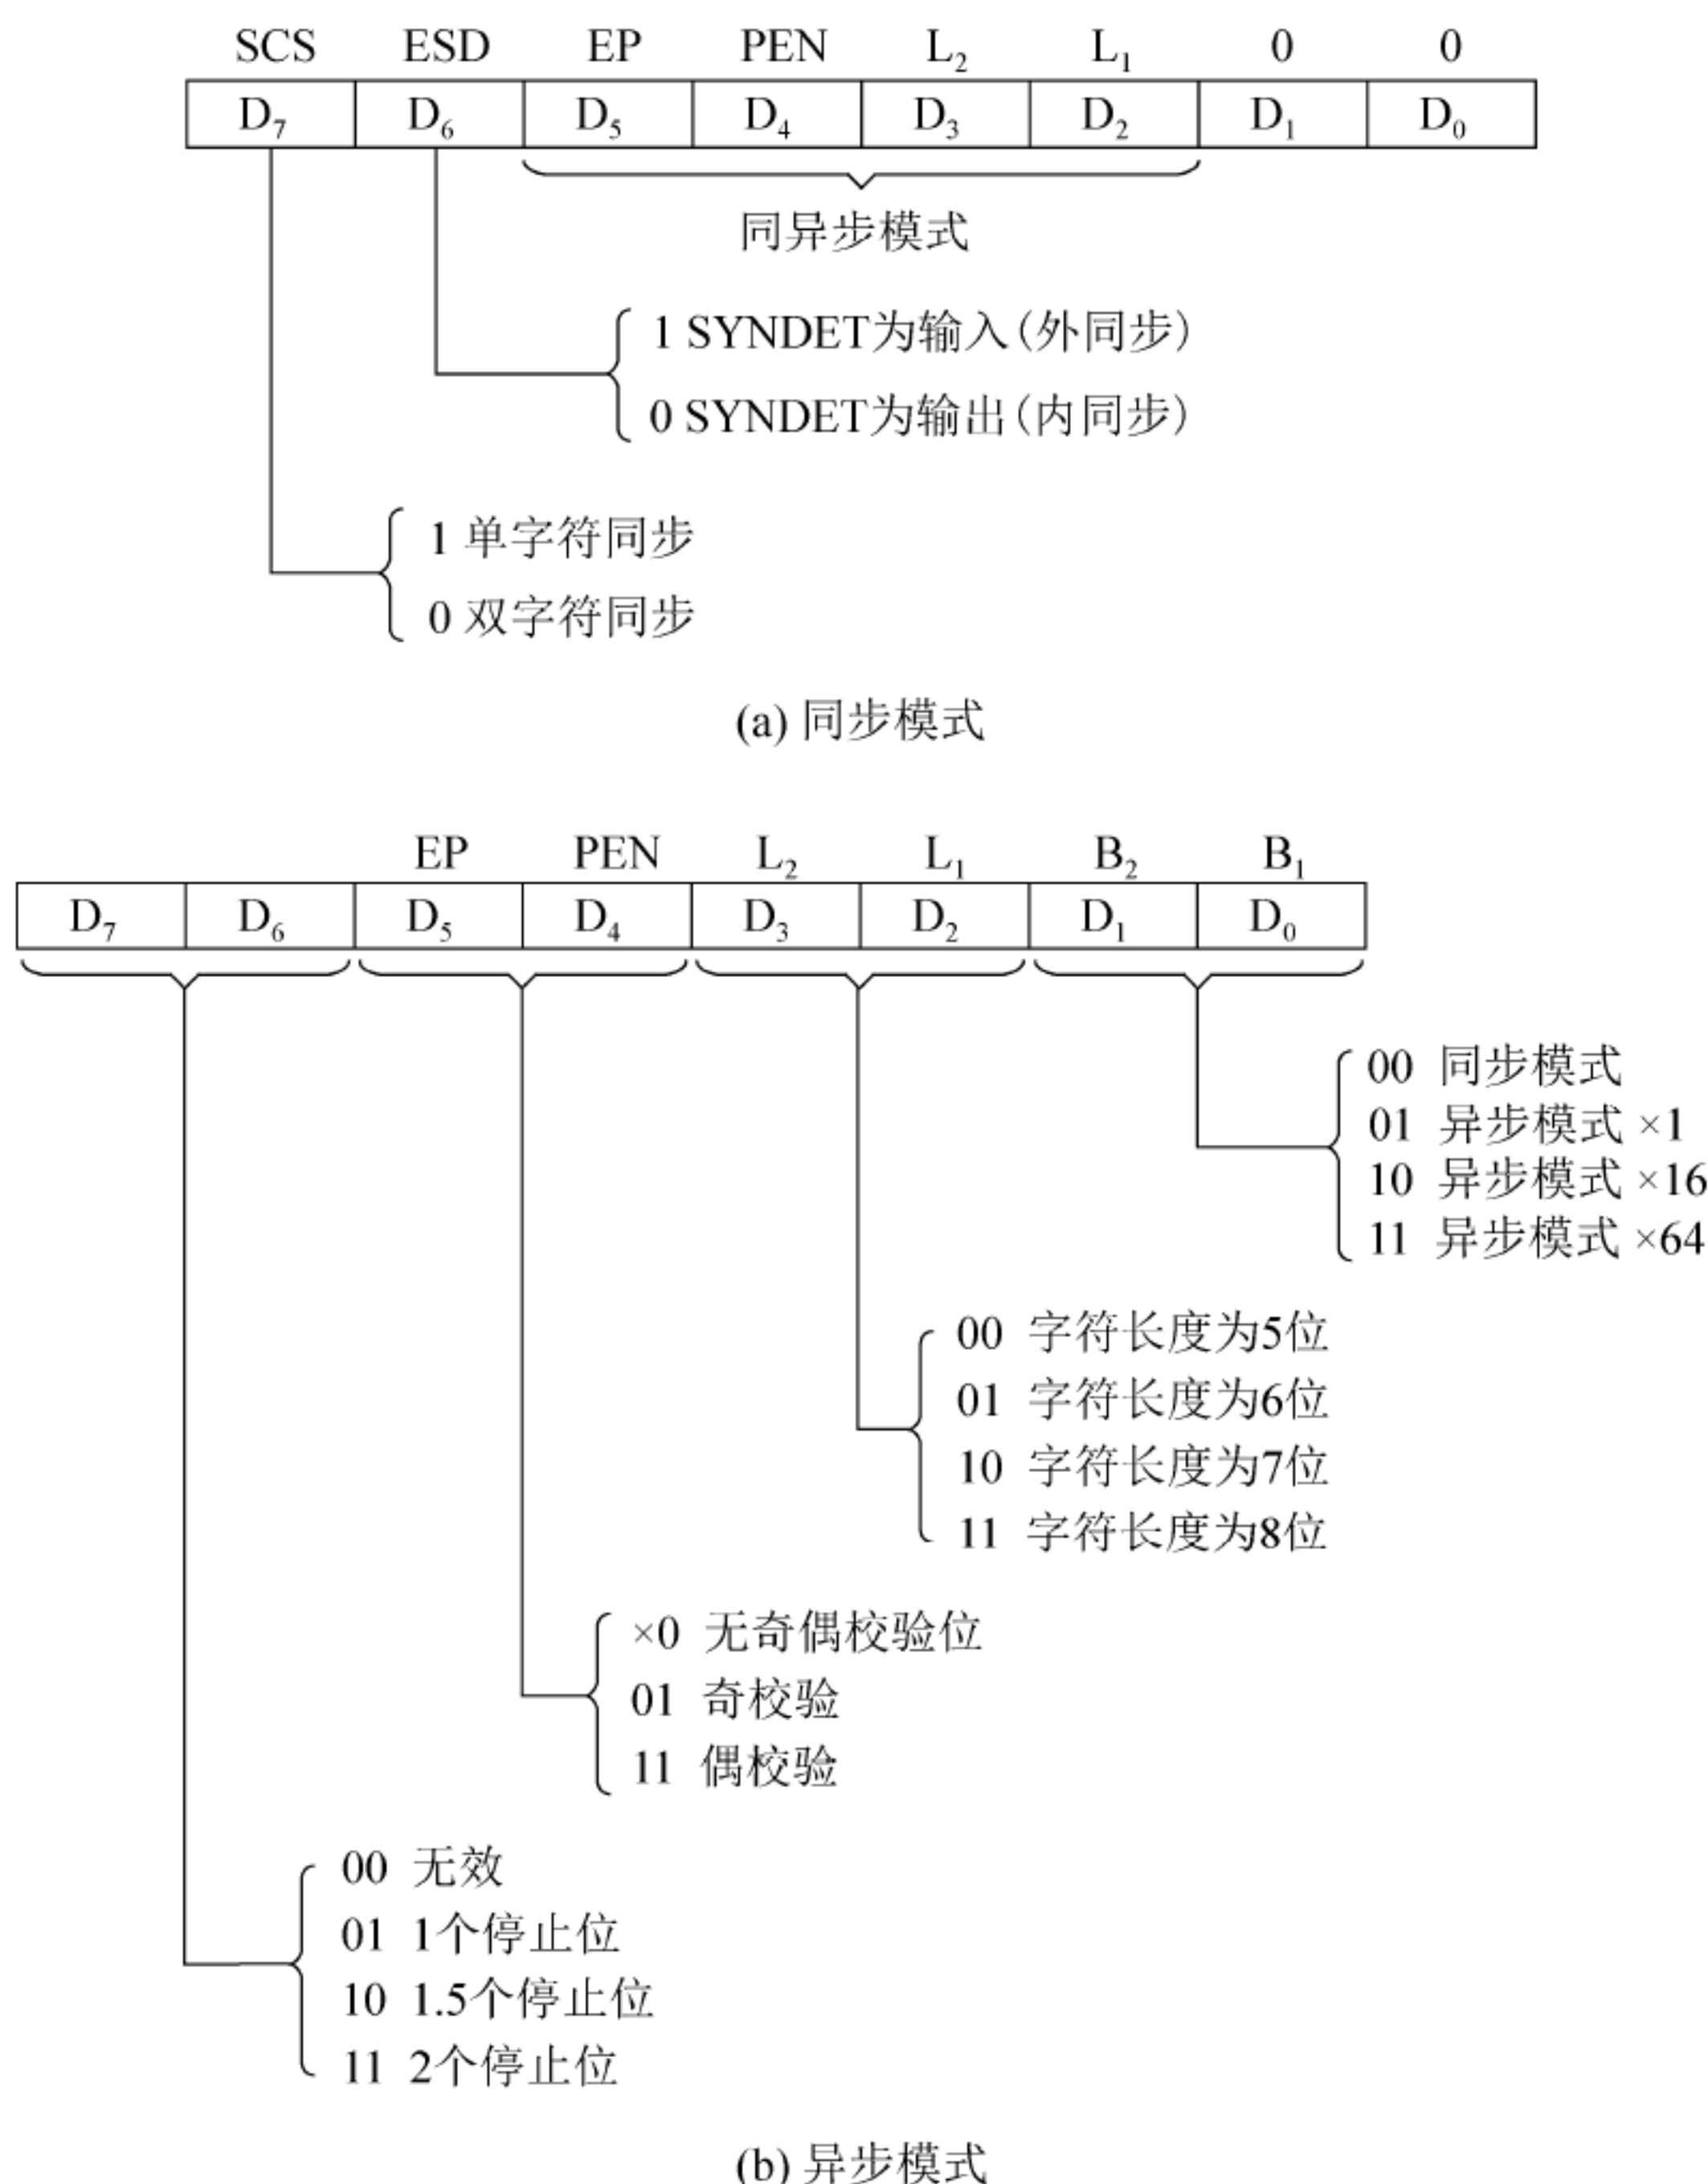 SCS ESD EP PEN L₂ L₁ 0 0
D₇ D₆ D₅ D₄ D₃ D₂ D₁ D₀
同异步模式
1 SYNDET为输入(外同步)
0 SYNDET为输出(内同步)
1 单字符同步
0 双字符同步
(a) 同步模式
EP PEN L₂ L₁ B₂ B₁
D₇ D₆ D₅ D₄ D₃ D₂ D₁ D₀
00 同步模式
01 异步模式 ×1
10 异步模式 ×16
11 异步模式 ×64
00 字符长度为5位
01 字符长度为6位
10 字符长度为7位
11 字符长度为8位
×0 无奇偶校验位
01 奇校验
11 偶校验
00 无效
01 1个停止位
10 1.5个停止位
11 2个停止位
(b) 异步模式